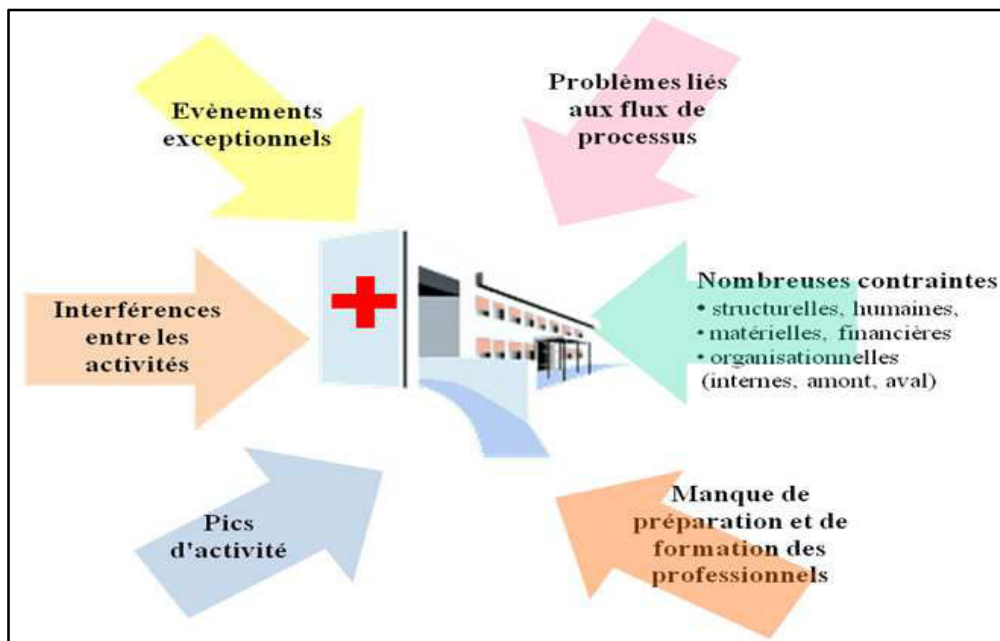 Evènements
exceptionnels
Problèmes liés
aux flux de
processus
Interférences
entre les
activités
Nombreuses contraintes
• structurelles, humaines,
• matérielles, financières
• organisationnelles
(internes, amont, aval)
Pics
d'activité
Manque de
préparation et de
formation des
professionnels